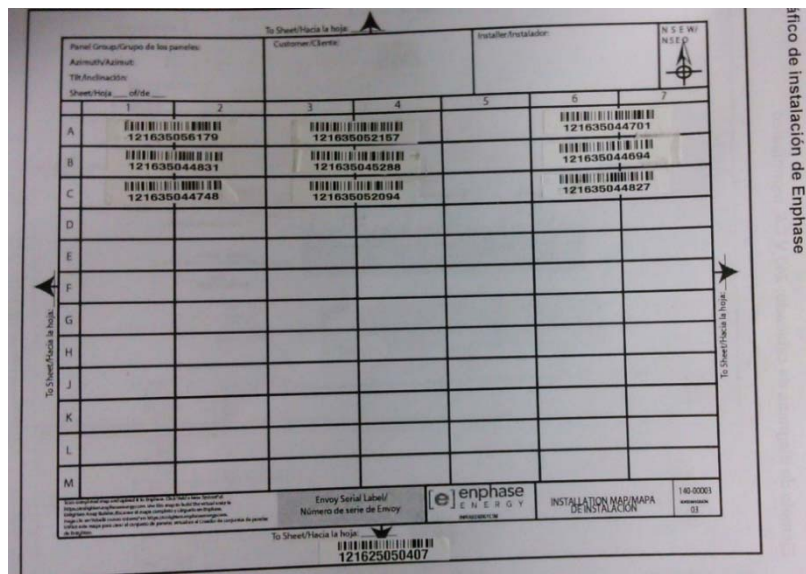 To Sheet/Hacia la hoja:
Panel Group/Grupo de los paneles:
Azimuth/Azimut:
Tilt/Inclinación:
Sheet/Hoja ___ of/de ___
Customer/Cliente:
Installer/Instalador:
N S E W/
N S E O
1 2 3 4 5 6 7
A 121635056179 121635052157 121635044701
B 121635044831 121635045288 121635044694
C 121635044748 121635052094 121635044827
D
E
F
G
H
J
K
L
M
To Sheet/Hacia la hoja:
To Sheet/Hacia la hoja:
Envoy Serial Label/
Número de serie de Envoy
[e] enphase
ENERGY
INSTALLATION MAP/MAPA
DE INSTALACIÓN
140-00003
03
To Sheet/Hacia la hoja:
121625050407
áfico de instalación de Enphase